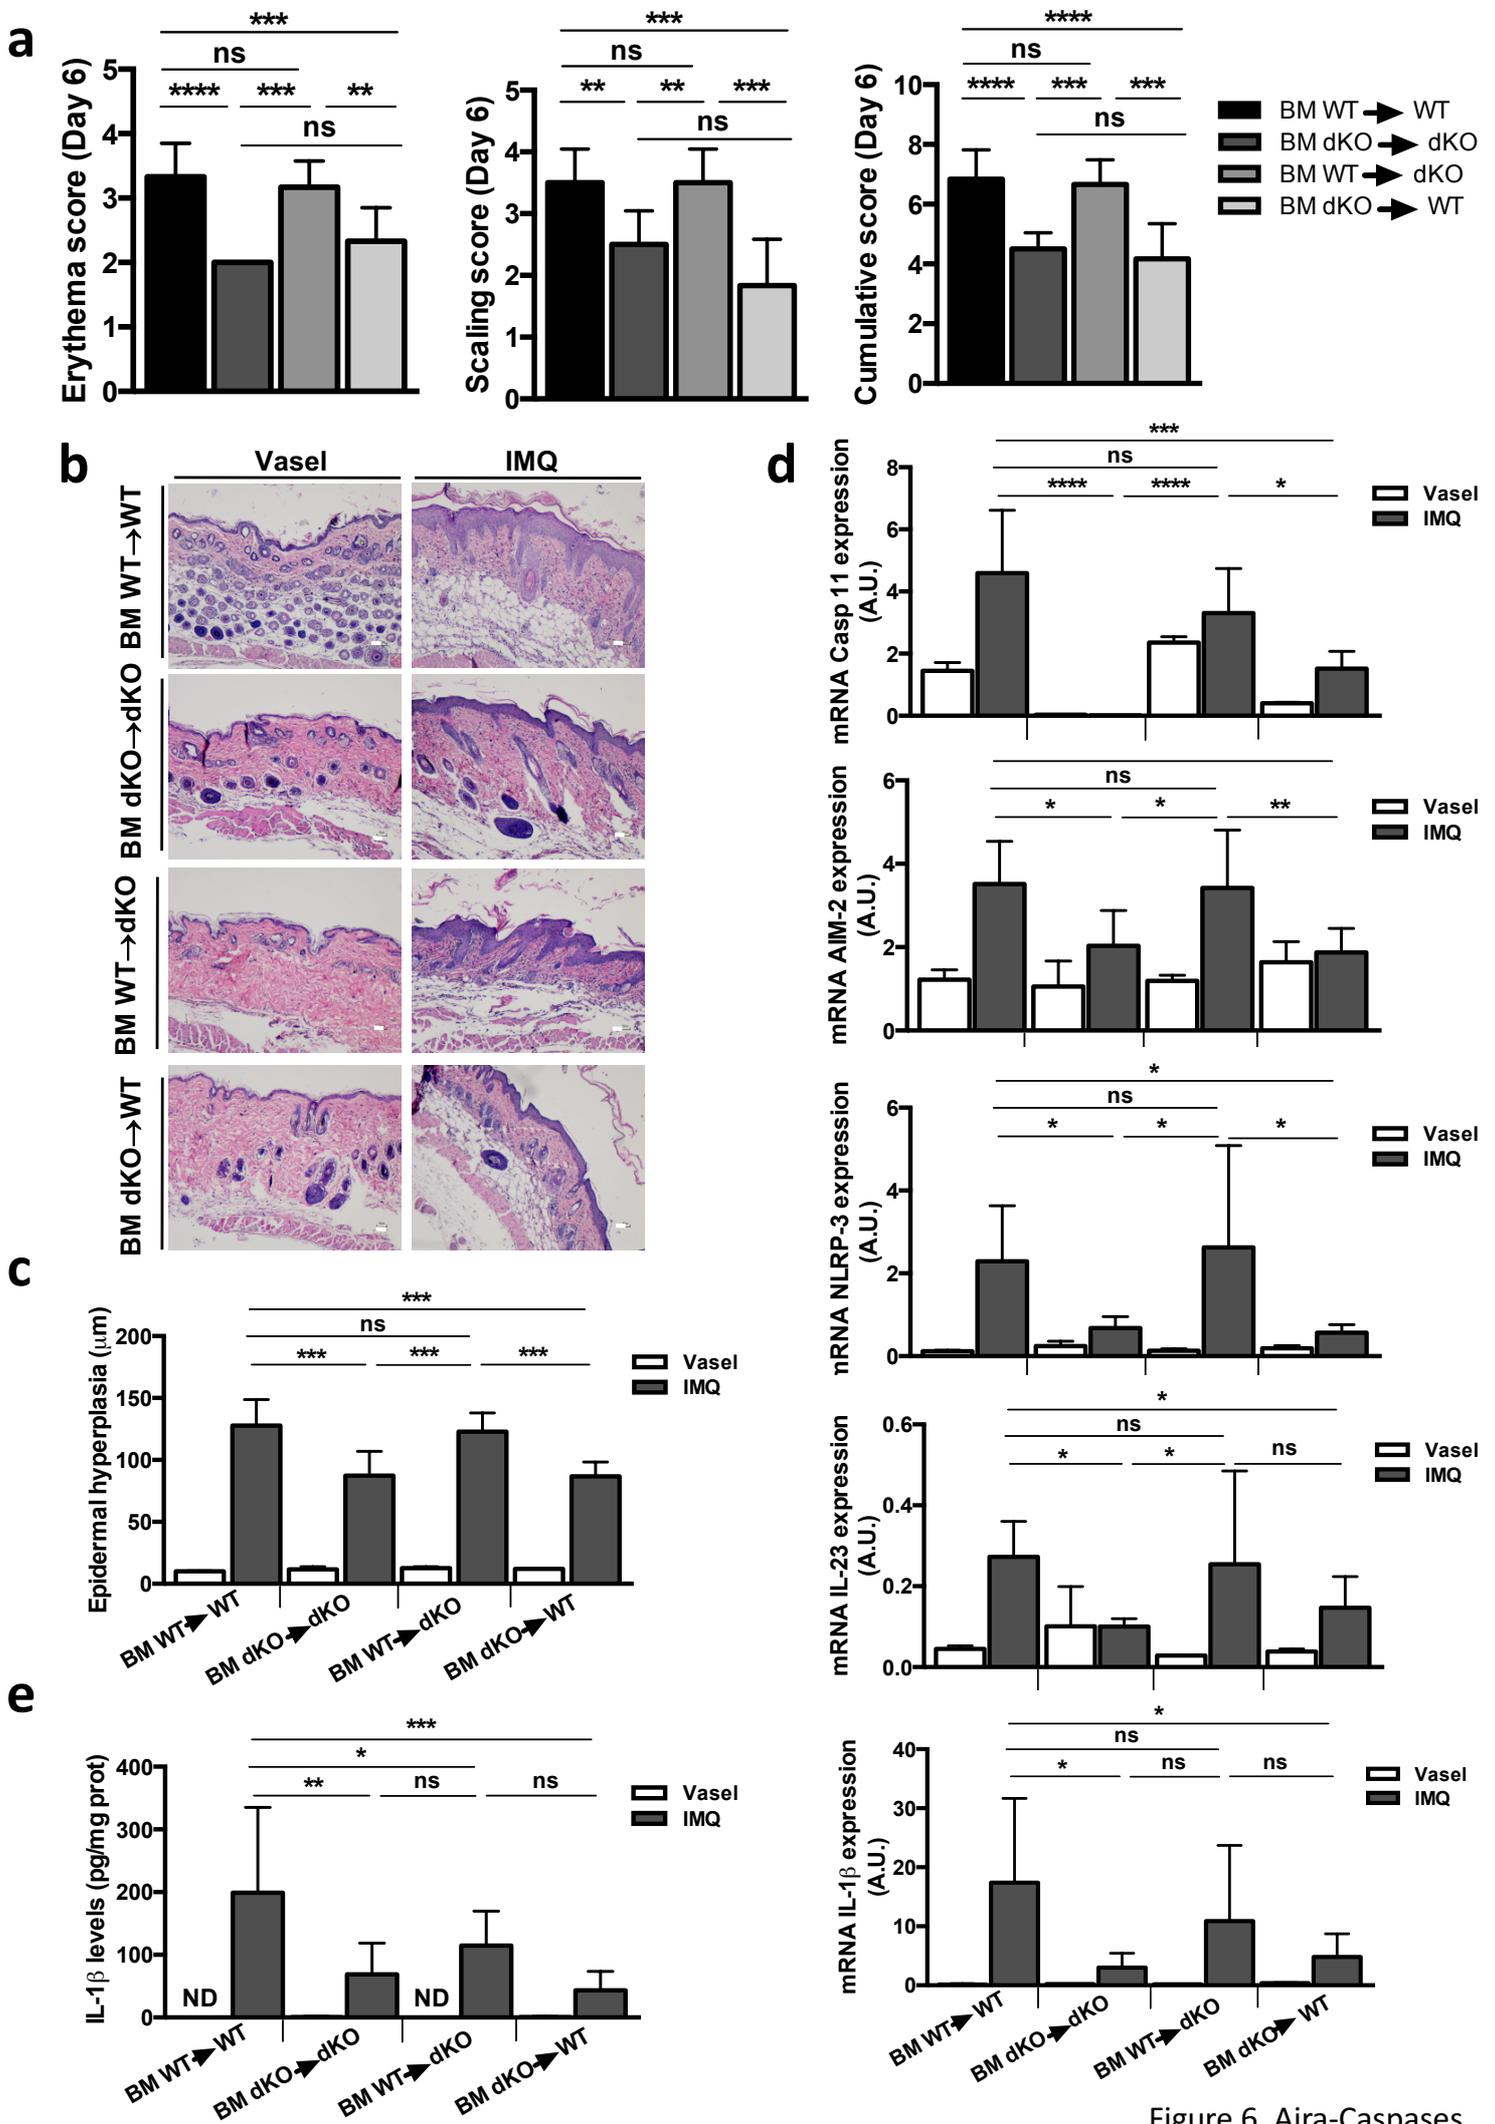 a
***
ns
**** *** **
ns
Erythema score (Day 6)
5
4
3
2
1
0
***
ns
** ** ***
ns
Scaling score (Day 6)
5
4
3
2
1
0
****
ns
**** *** ***
ns
Cumulative score (Day 6)
10
8
6
4
2
0
BM WT WT
BM dKO dKO
BM WT dKO
BM dKO WT
b
Vasel IMQ
BM WT→WT
BM dKO→dKO
BM WT→dKO
BM dKO→WT
c
***
ns
*** *** ***
Epidermal hyperplasia (µm)
200
150
100
50
0
Vasel
IMQ
BM WT WT
BM dKO dKO
BM WT dKO
BM dKO WT
d
***
ns
**** **** *
mRNA Casp 11 expression
(A.U.)
8
6
4
2
0
Vasel
IMQ
ns
* * **
mRNA AIM-2 expression
(A.U.)
6
4
2
0
Vasel
IMQ
*
ns
* * *
mRNA NLRP-3 expression
(A.U.)
6
4
2
0
Vasel
IMQ
*
ns
* * ns
mRNA IL-23 expression
(A.U.)
0.6
0.4
0.2
0.0
Vasel
IMQ
*
ns
* ns ns
mRNA IL-1β expression
(A.U.)
40
30
20
10
0
Vasel
IMQ
BM WT WT
BM dKO dKO
BM WT dKO
BM dKO WT
e
***
*
** ns ns
IL-1β levels (pg/mg prot)
400
300
200
100
0
ND ND
Vasel
IMQ
BM WT WT
BM dKO dKO
BM WT dKO
BM dKO WT
Figure 6. Aira-Caspases